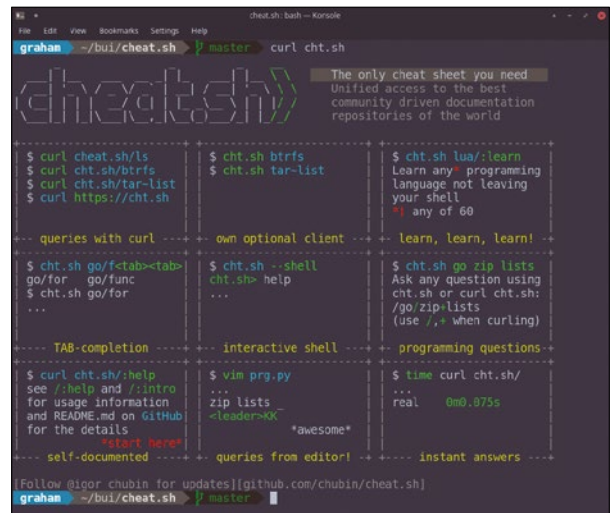 cheat.sh : bash — Konsole
File Edit View Bookmarks Settings Help
graham ~/bui/cheat.sh master curl cht.sh
cheat.sh
The only cheat sheet you need
Unified access to the best
community driven documentation
repositories of the world
$ curl cheat.sh/ls
$ curl cht.sh/btrfs
$ curl cht.sh/tar~list
$ curl https://cht.sh
queries with curl
$ cht.sh btrfs
$ cht.sh tar~list
own optional client
$ cht.sh lua/:learn
Learn any* programming
language not leaving
your shell
*) any of 60
learn, learn, learn!
$ cht.sh go/f<tab><tab>
go/for go/func
$ cht.sh go/for
...
TAB-completion
$ cht.sh --shell
cht.sh> help
...
interactive shell
$ cht.sh go zip lists
Ask any question using
cht.sh or curl cht.sh:
/go/zip+lists
(use /,+ when curling)
programming questions
$ curl cht.sh/:help
see /:help and /:intro
for usage information
and README.md on GitHub
for the details
*start here*
self-documented
$ vim prg.py
...
zip lists _
<leader>KK
*awesome*
queries from editor!
$ time curl cht.sh/
...
real 0m0.075s
instant answers
[Follow @igor_chubin for updates][github.com/chubin/cheat.sh]
graham ~/bui/cheat.sh master